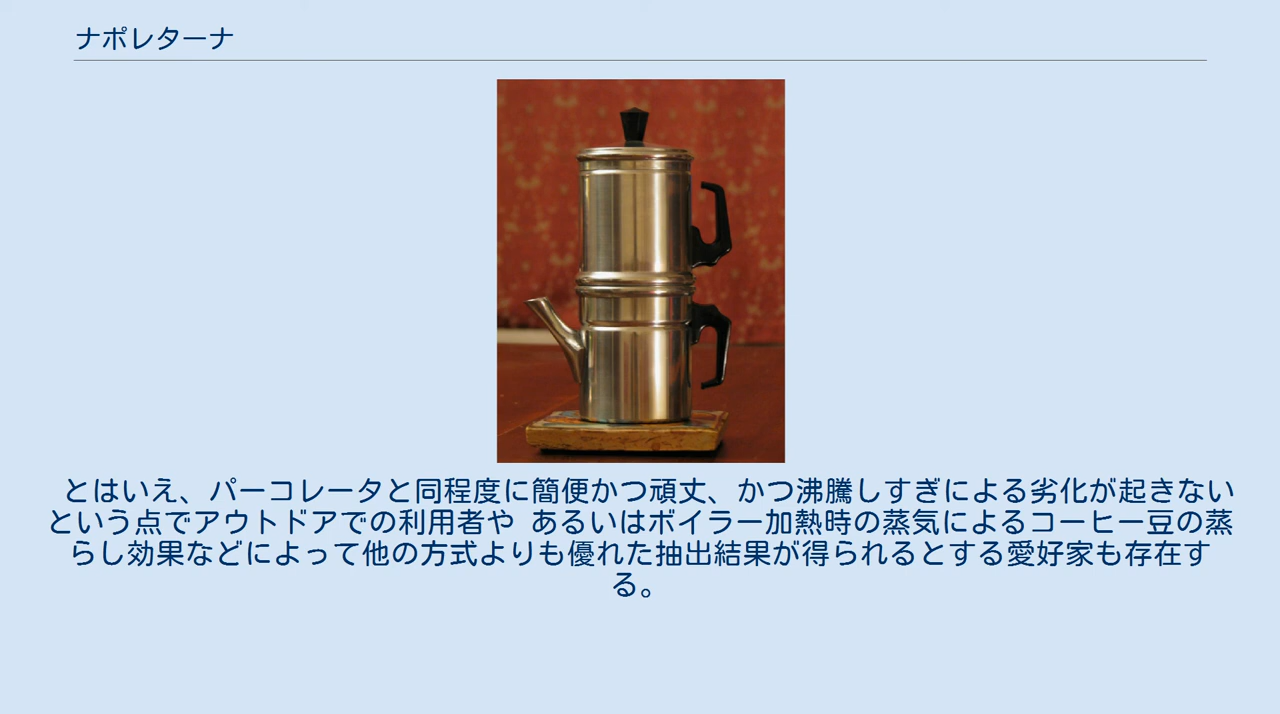 ナポレターナ
とはいえ、パーコレータと同程度に簡便かつ頑丈、かつ沸騰しすぎによる劣化が起きない
という点でアウトドアでの利用者や あるいはボイラー加熱時の蒸気によるコーヒー豆の蒸
らし効果などによって他の方式よりも優れた抽出結果が得られるとする愛好家も存在す
る。